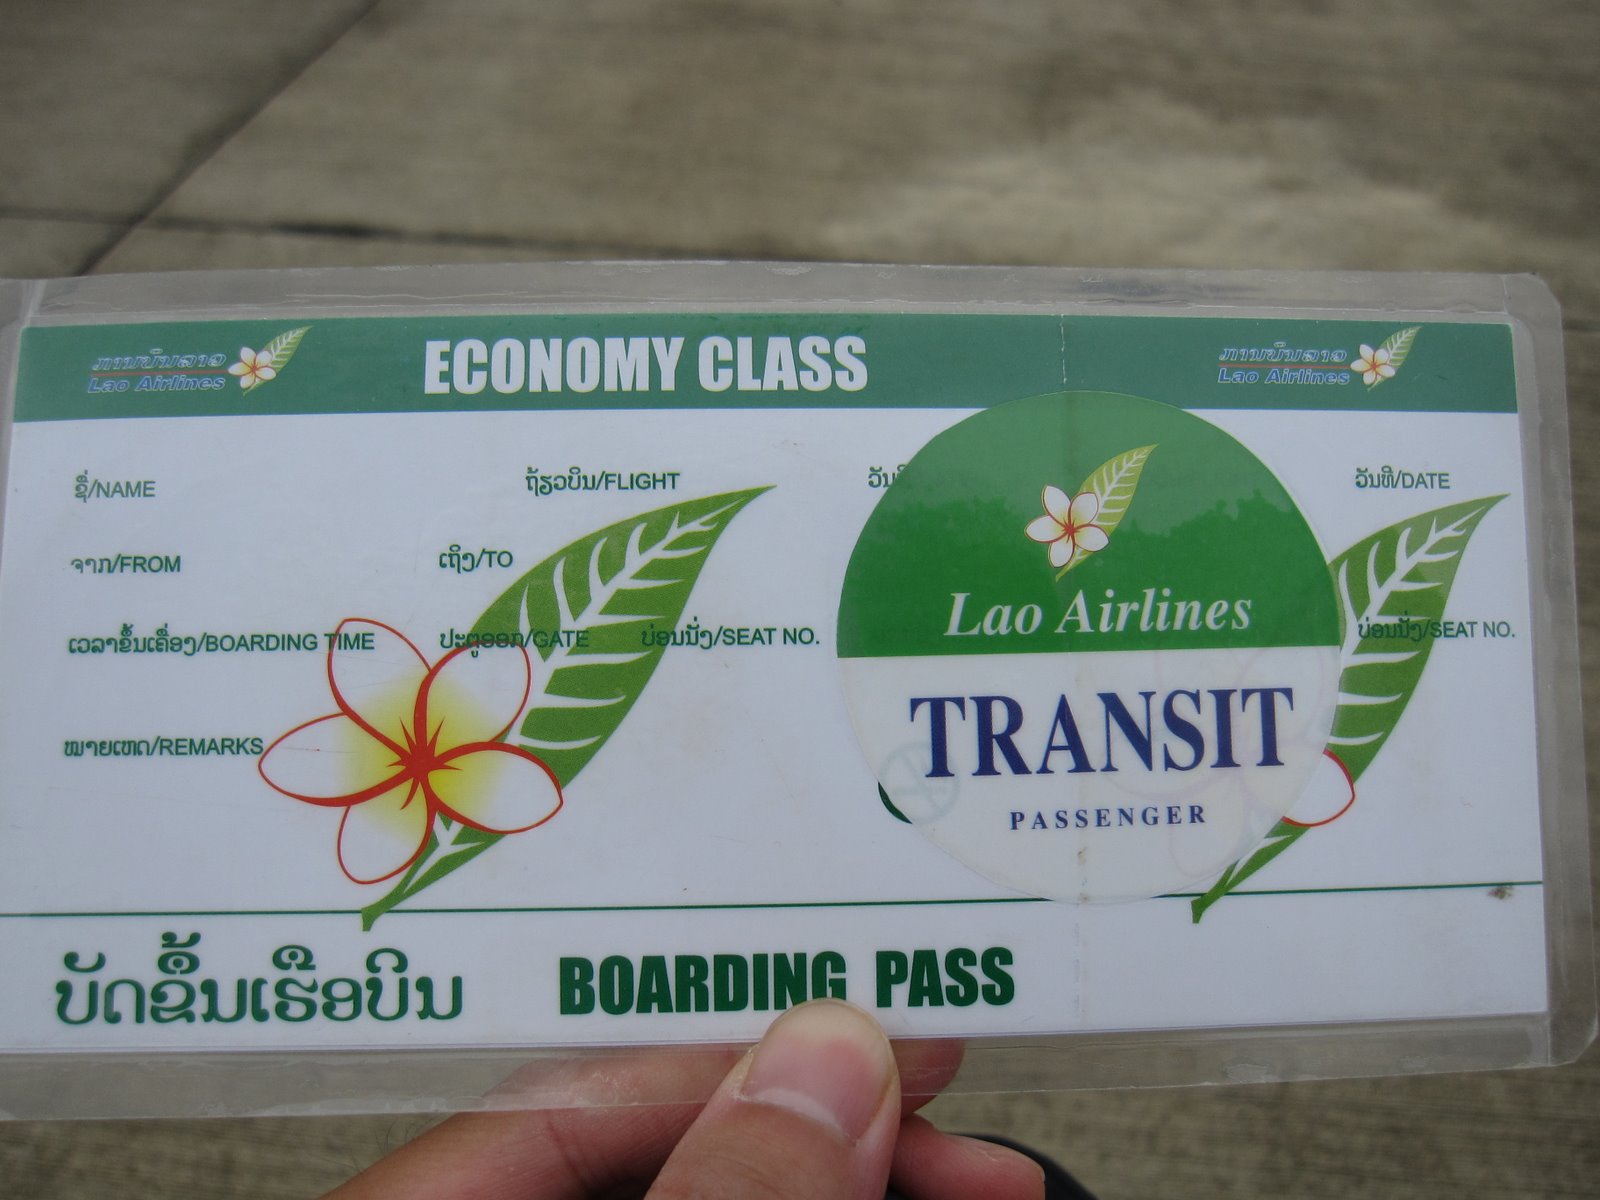 ການບິນລາວ
Lao Airlines
ECONOMY CLASS
ການບິນລາວ
Lao Airlines
ຊື່/NAME
ຖ້ຽວບິນ/FLIGHT
ວັນທີ/DATE
ຈາກ/FROM
ເຖິງ/TO
ເວລາຂຶ້ນເຄື່ອງ/BOARDING TIME
ປະຕູອອກ/GATE
ບ່ອນນັ່ງ/SEAT NO.
ບ່ອນນັ່ງ/SEAT NO.
ໝາຍເຫດ/REMARKS
Lao Airlines
TRANSIT
PASSENGER
ບັດຂຶ້ນເຮືອບິນ
BOARDING PASS